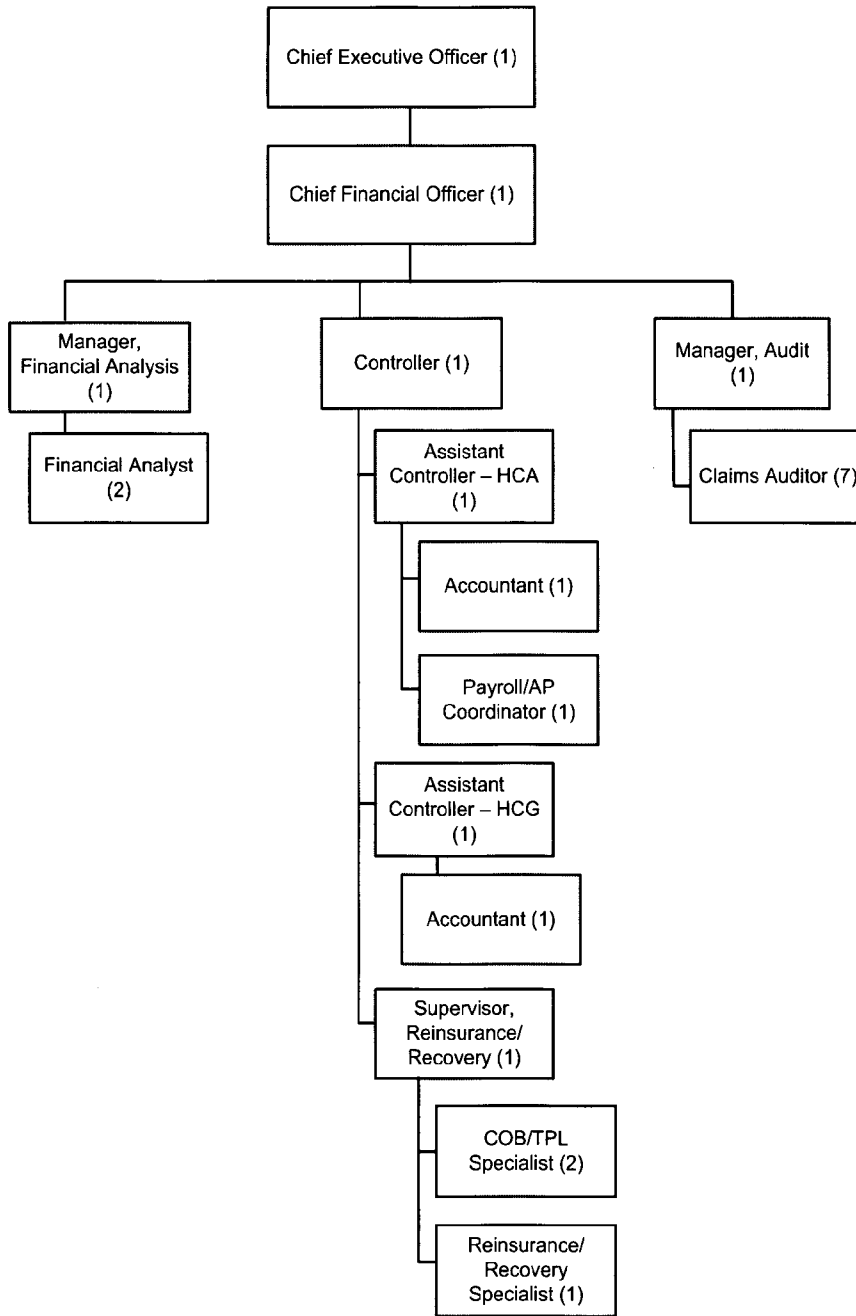 Chief Executive Officer (1)
Chief Financial Officer (1)
Manager,
Financial Analysis
(1)
Financial Analyst
(2)
Controller (1)
Assistant
Controller – HCA
(1)
Accountant (1)
Payroll/AP
Coordinator (1)
Assistant
Controller – HCG
(1)
Accountant (1)
Supervisor,
Reinsurance/
Recovery (1)
COB/TPL
Specialist (2)
Reinsurance/
Recovery
Specialist (1)
Manager, Audit
(1)
Claims Auditor (7)